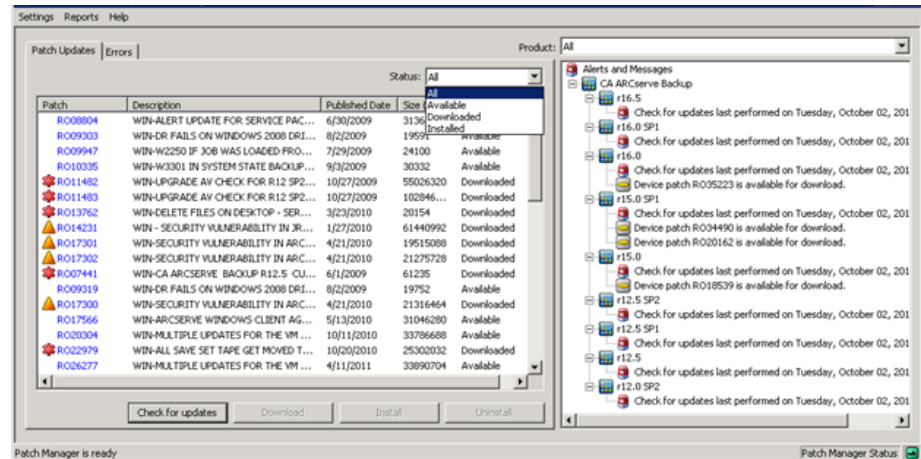 Settings Reports Help
Patch Updates Errors Product: All
Status: All
All
Available
Downloaded
Installed
Patch Description Published Date Size (
RO08804 WIN-ALERT UPDATE FOR SERVICE PAC... 6/30/2009 3136
RO09303 WIN-DR FAILS ON WINDOWS 2008 DRI... 8/2/2009 19591 Available
RO09947 WIN-W2250 IF JOB WAS LOADED FRO... 7/29/2009 24100 Available
RO10335 WIN-W3301 IN SYSTEM STATE BACKUP... 9/3/2009 30332 Available
RO11482 WIN-UPGRADE AV CHECK FOR R12 SP2... 10/27/2009 55026320 Downloaded
RO11483 WIN-UPGRADE AV CHECK FOR R12 SP2... 10/27/2009 102846... Downloaded
RO13762 WIN-DELETE FILES ON DESKTOP - SER... 3/23/2010 20154 Downloaded
RO14231 WIN - SECURITY VULNERABILITY IN JR... 1/27/2010 61440992 Downloaded
RO17301 WIN-SECURITY VULNERABILITY IN ARC... 4/21/2010 19515088 Downloaded
RO17302 WIN-SECURITY VULNERABILITY IN ARC... 4/21/2010 21275728 Downloaded
RO07441 WIN-CA ARCSERVE BACKUP R12.5 CU... 6/1/2009 61235 Downloaded
RO09319 WIN-DR FAILS ON WINDOWS 2008 DRI... 8/2/2009 19752 Available
RO17300 WIN-SECURITY VULNERABILITY IN ARC... 4/21/2010 21316464 Downloaded
RO17566 WIN-ARCSERVE WINDOWS CLIENT AG... 5/13/2010 31046280 Available
RO20304 WIN-MULTIPLE UPDATES FOR THE VM ... 10/11/2010 33786688 Available
RO22979 WIN-ALL SAVE SET TAPE GET MOVED T... 10/20/2010 25302032 Downloaded
RO26277 WIN-MULTIPLE UPDATES FOR THE VM ... 4/11/2011 33890704 Available
Check for updates Download Install Uninstall
Alerts and Messages
CA ARCserve Backup
r16.5
Check for updates last performed on Tuesday, October 02, 201
r16.0 SP1
Check for updates last performed on Tuesday, October 02, 201
r16.0
Check for updates last performed on Tuesday, October 02, 201
Device patch RO35223 is available for download.
r15.0 SP1
Check for updates last performed on Tuesday, October 02, 201
Device patch RO34490 is available for download.
Device patch RO20162 is available for download.
r15.0
Check for updates last performed on Tuesday, October 02, 201
Device patch RO18539 is available for download.
r12.5 SP2
Check for updates last performed on Tuesday, October 02, 201
r12.5 SP1
Check for updates last performed on Tuesday, October 02, 201
r12.5
Check for updates last performed on Tuesday, October 02, 201
r12.0 SP2
Check for updates last performed on Tuesday, October 02, 201
Patch Manager is ready Patch Manager Status